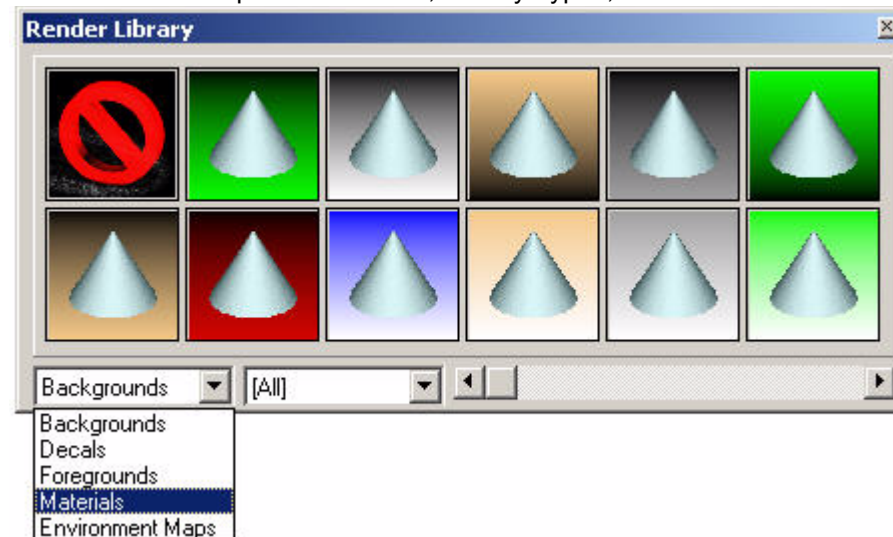 Render Library
Backgrounds [All]
Backgrounds
Decals
Foregrounds
Materials
Environment Maps